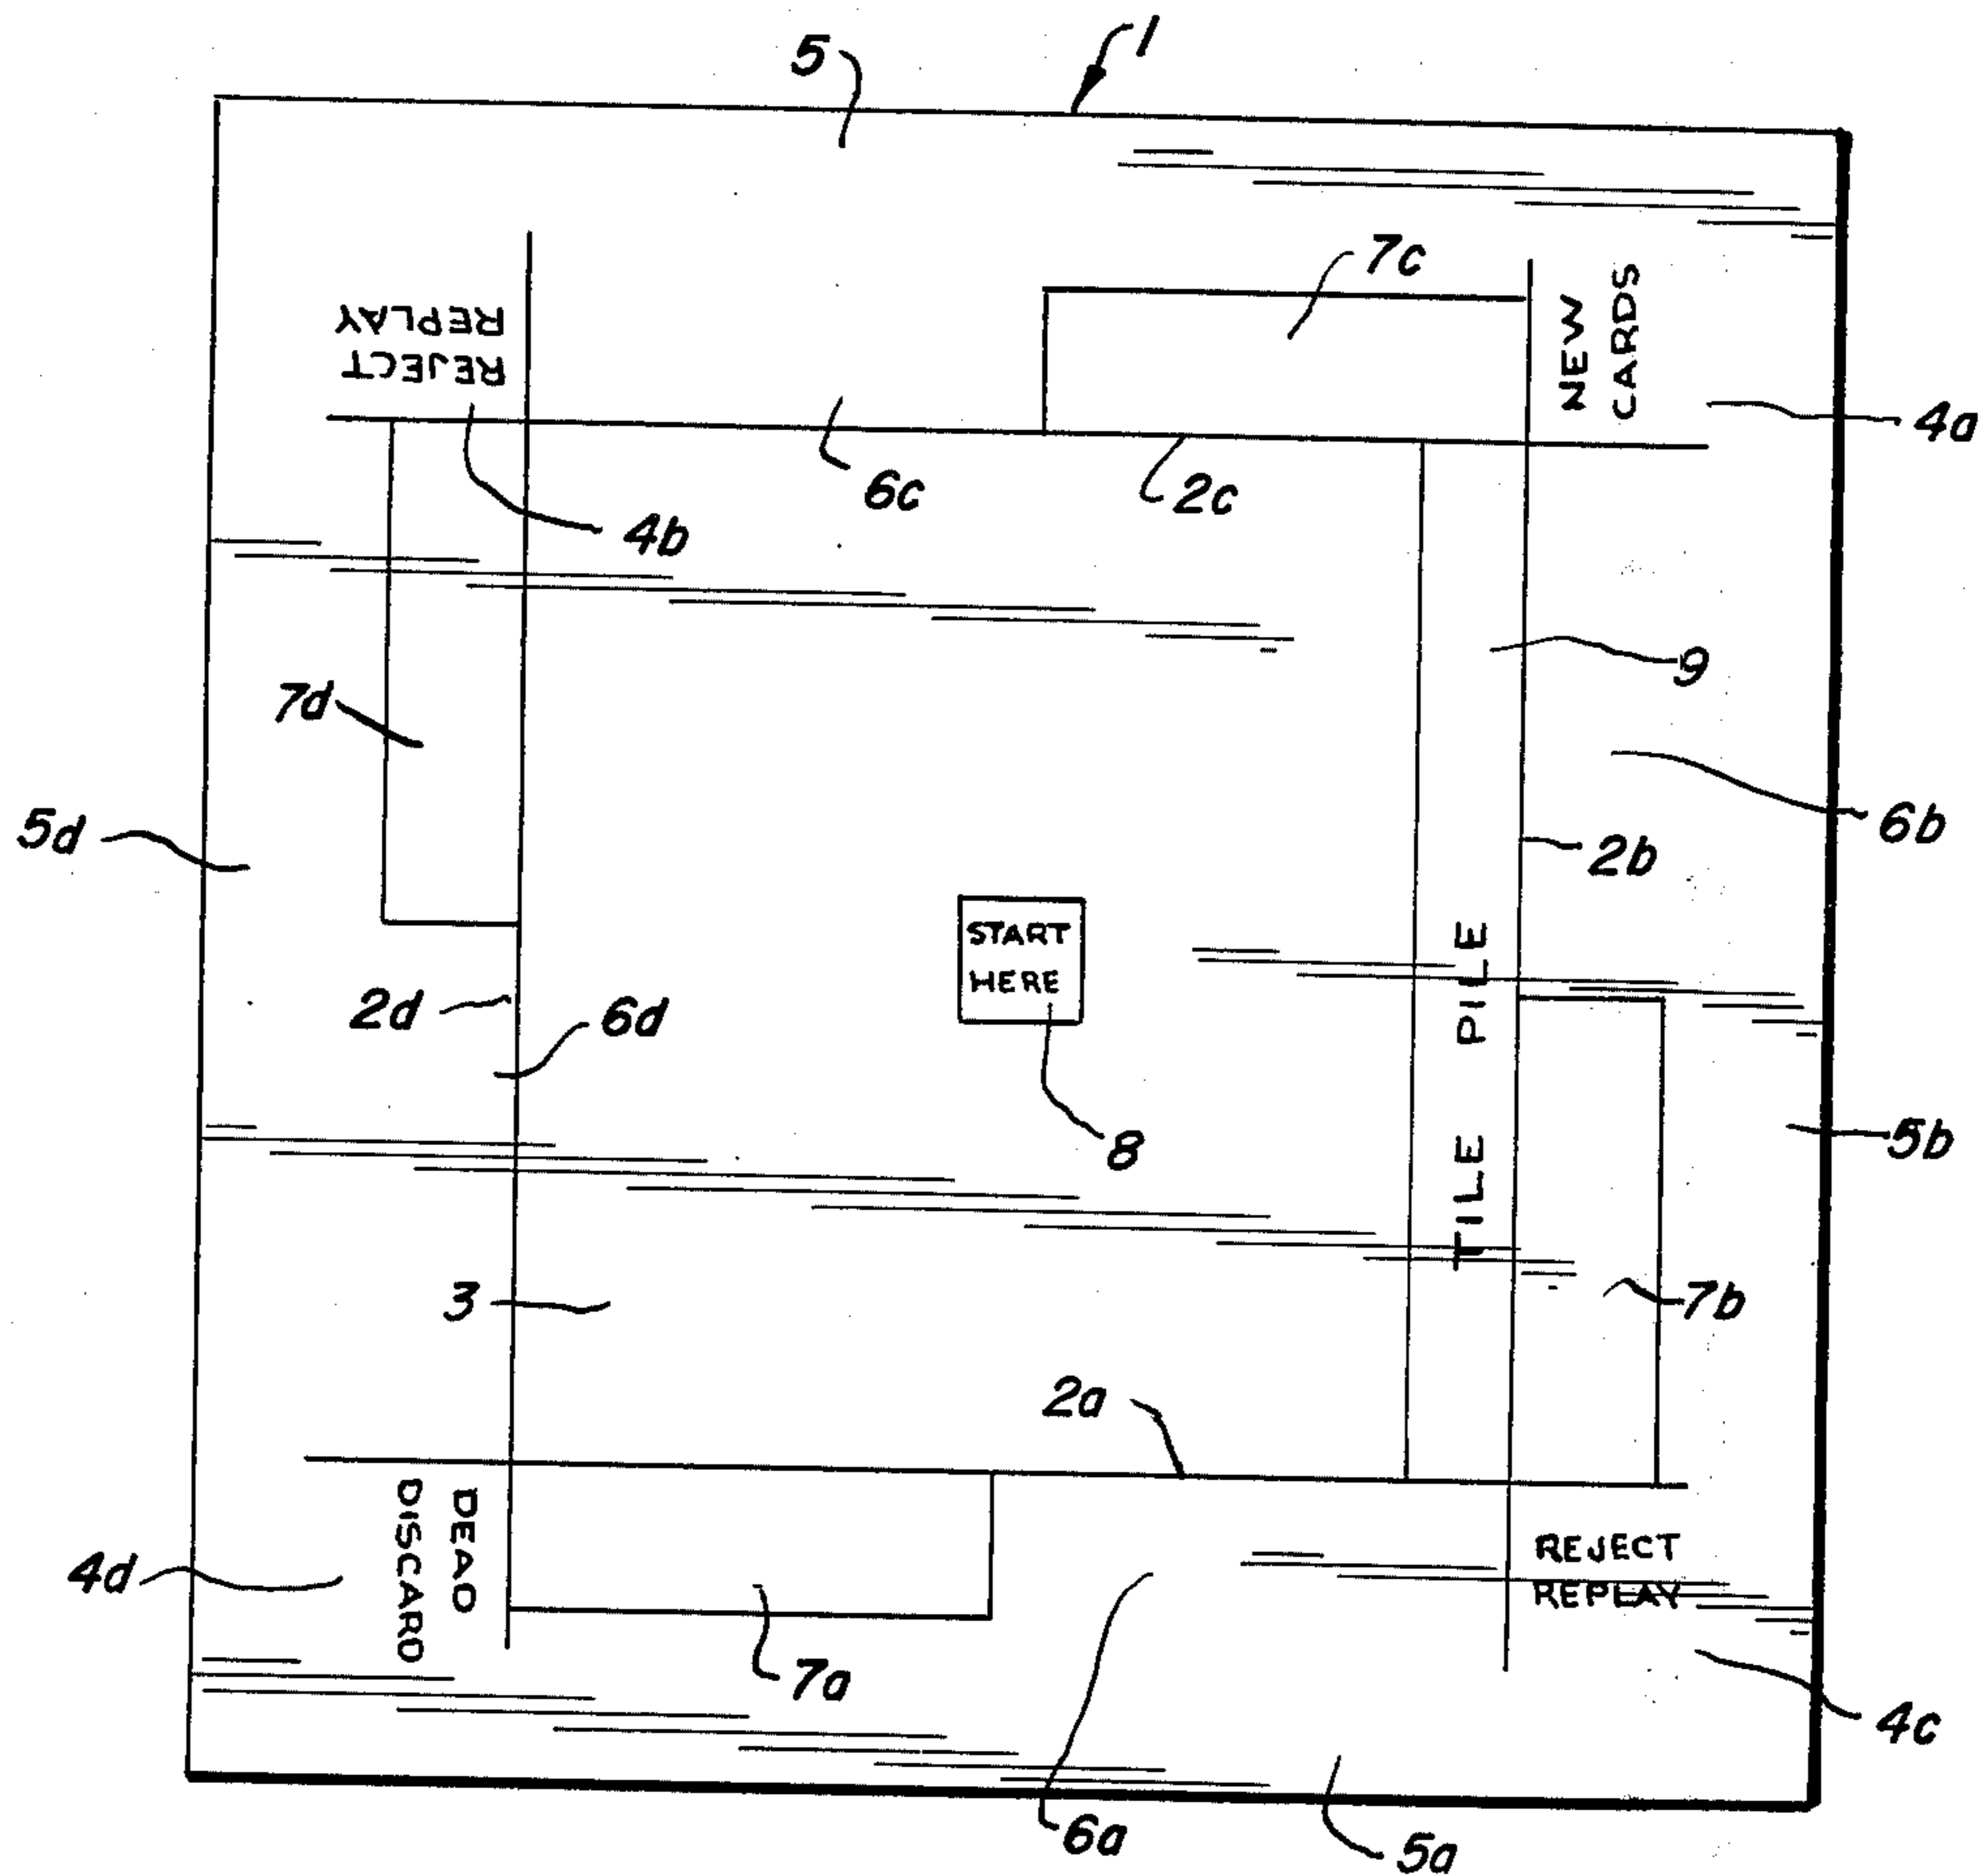 1
5
7c
REJECT
REPLAY
NEW
CARDS
4a
6c
2c
4b
9
7d
6b
5d
2b
START
HERE
2d
6d
TILE PILE
8
5b
3
7b
2a
DEAD
DISCARD
REJECT
REPLAY
4d
7a
4c
6a
5a